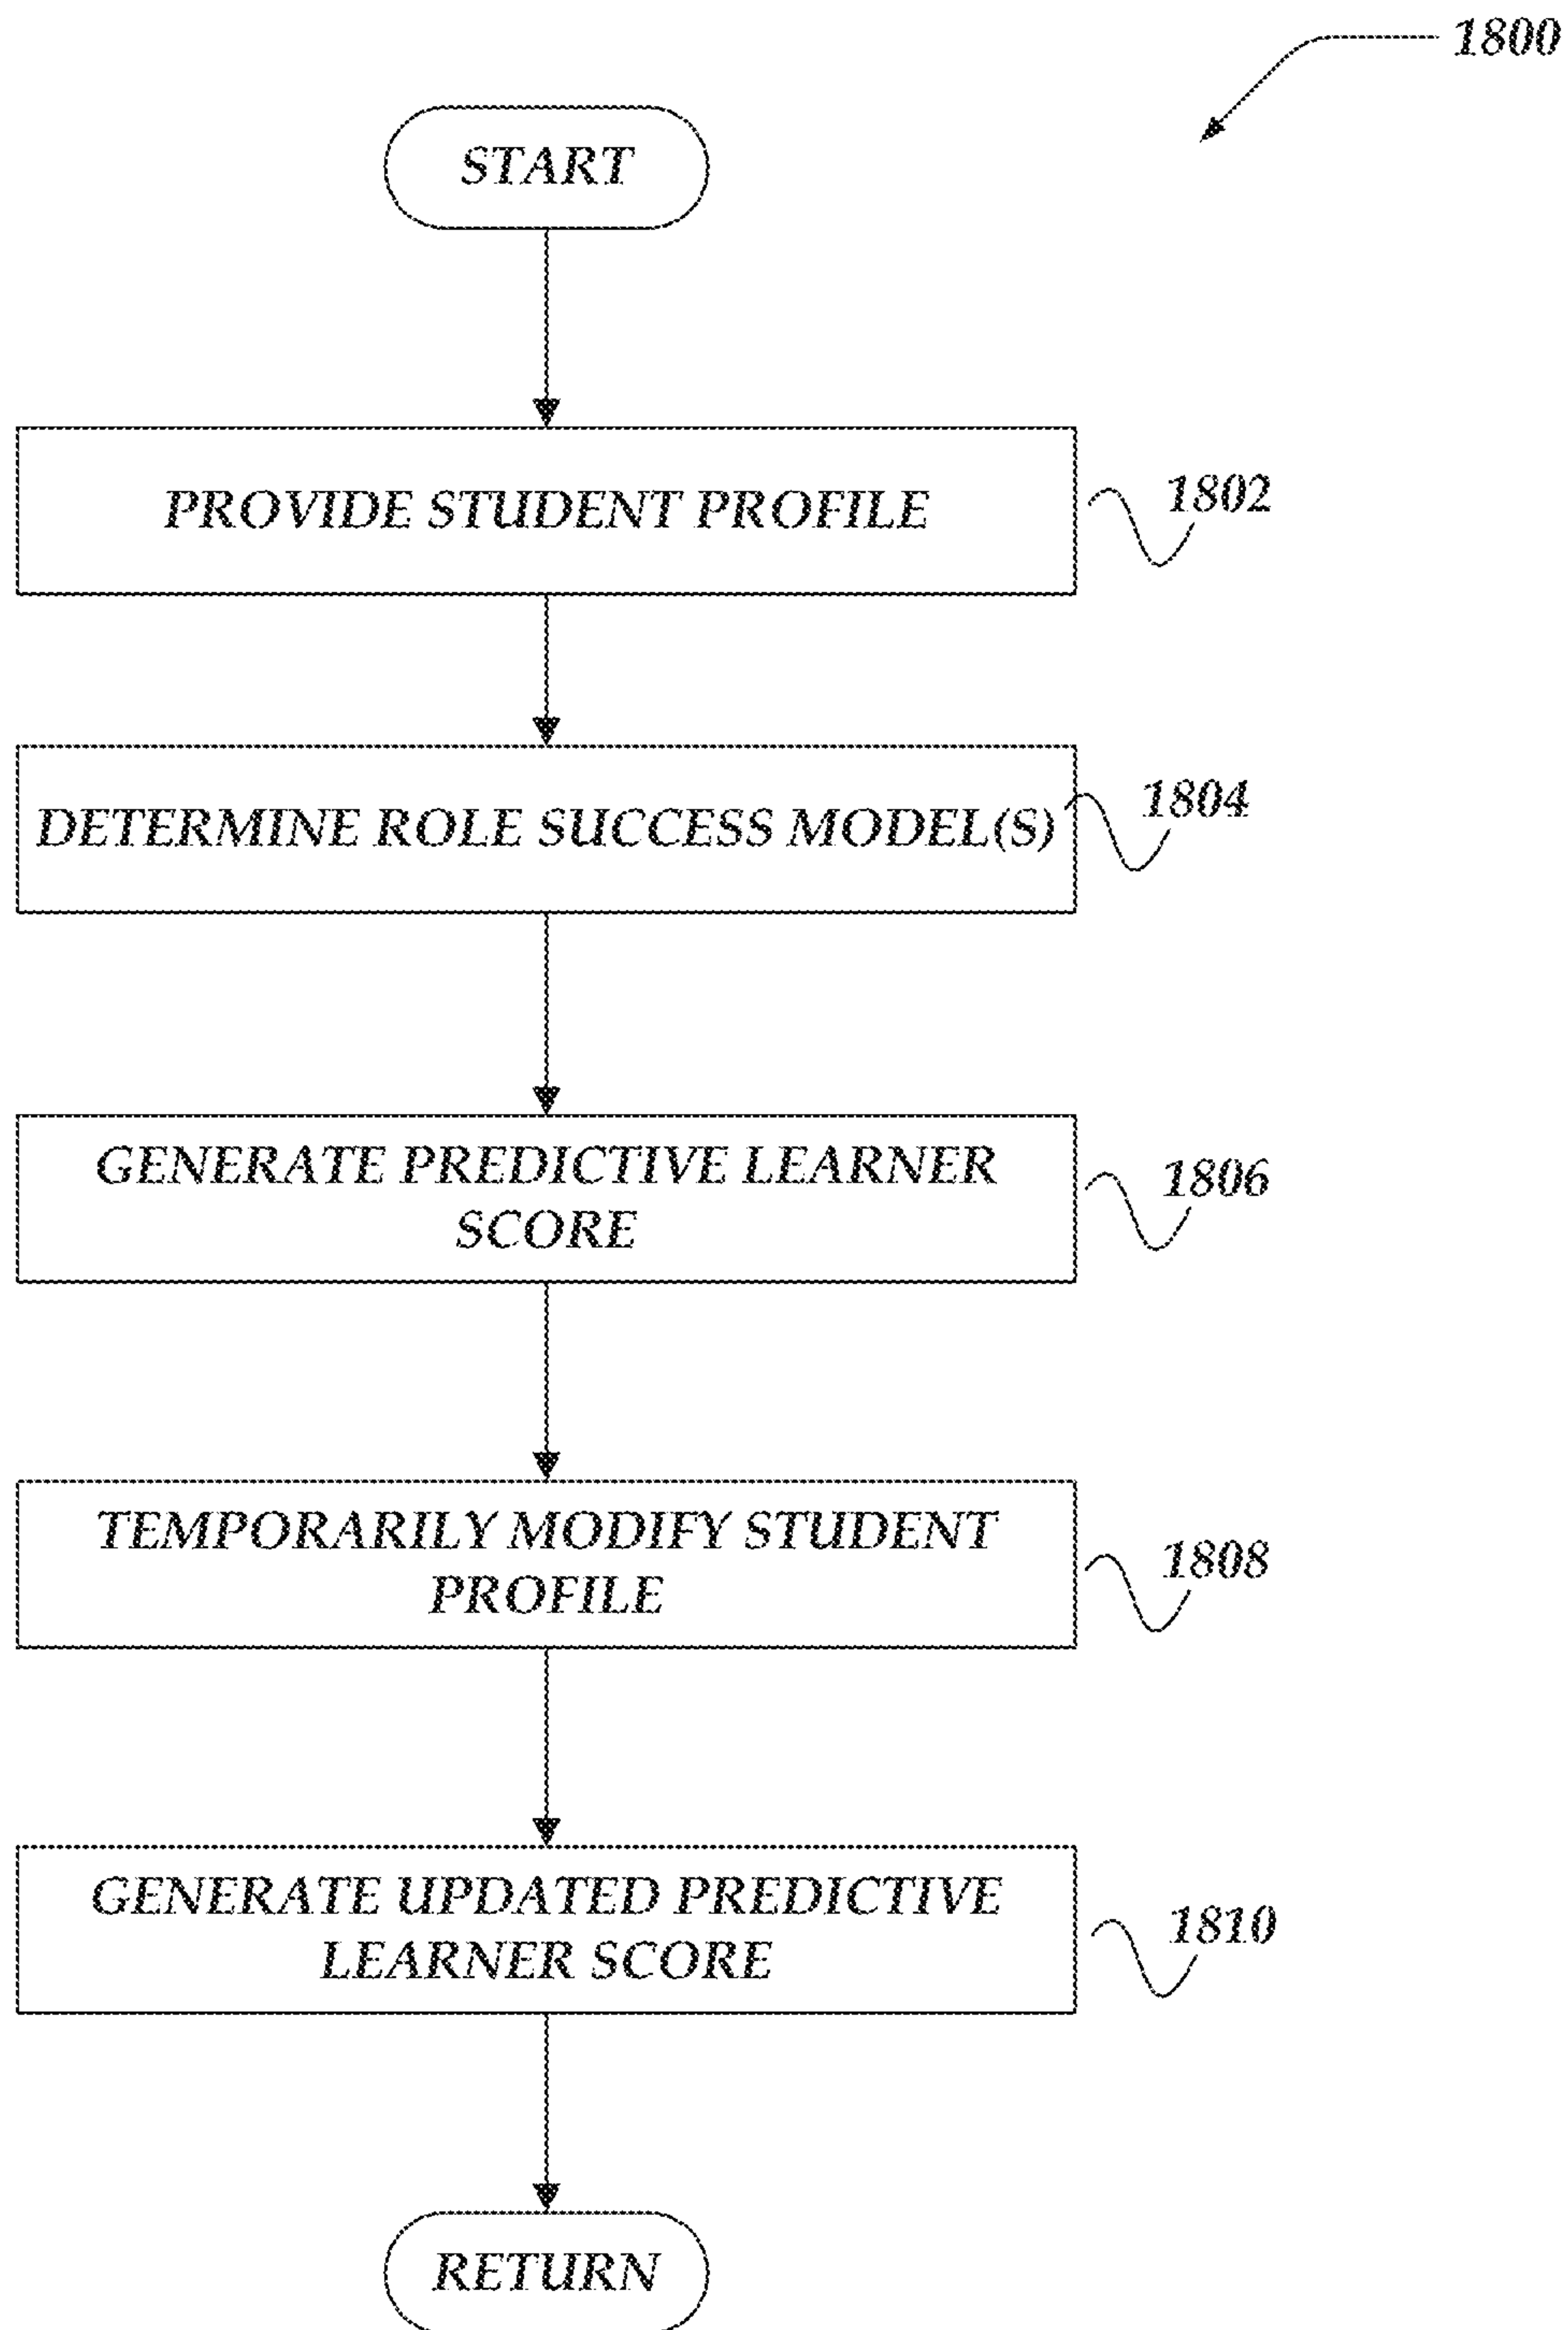 1800
START
PROVIDE STUDENT PROFILE
1802
DETERMINE ROLE SUCCESS MODEL(S)
1804
GENERATE PREDICTIVE LEARNER
SCORE
1806
TEMPORARILY MODIFY STUDENT
PROFILE
1808
GENERATE UPDATED PREDICTIVE
LEARNER SCORE
1810
RETURN